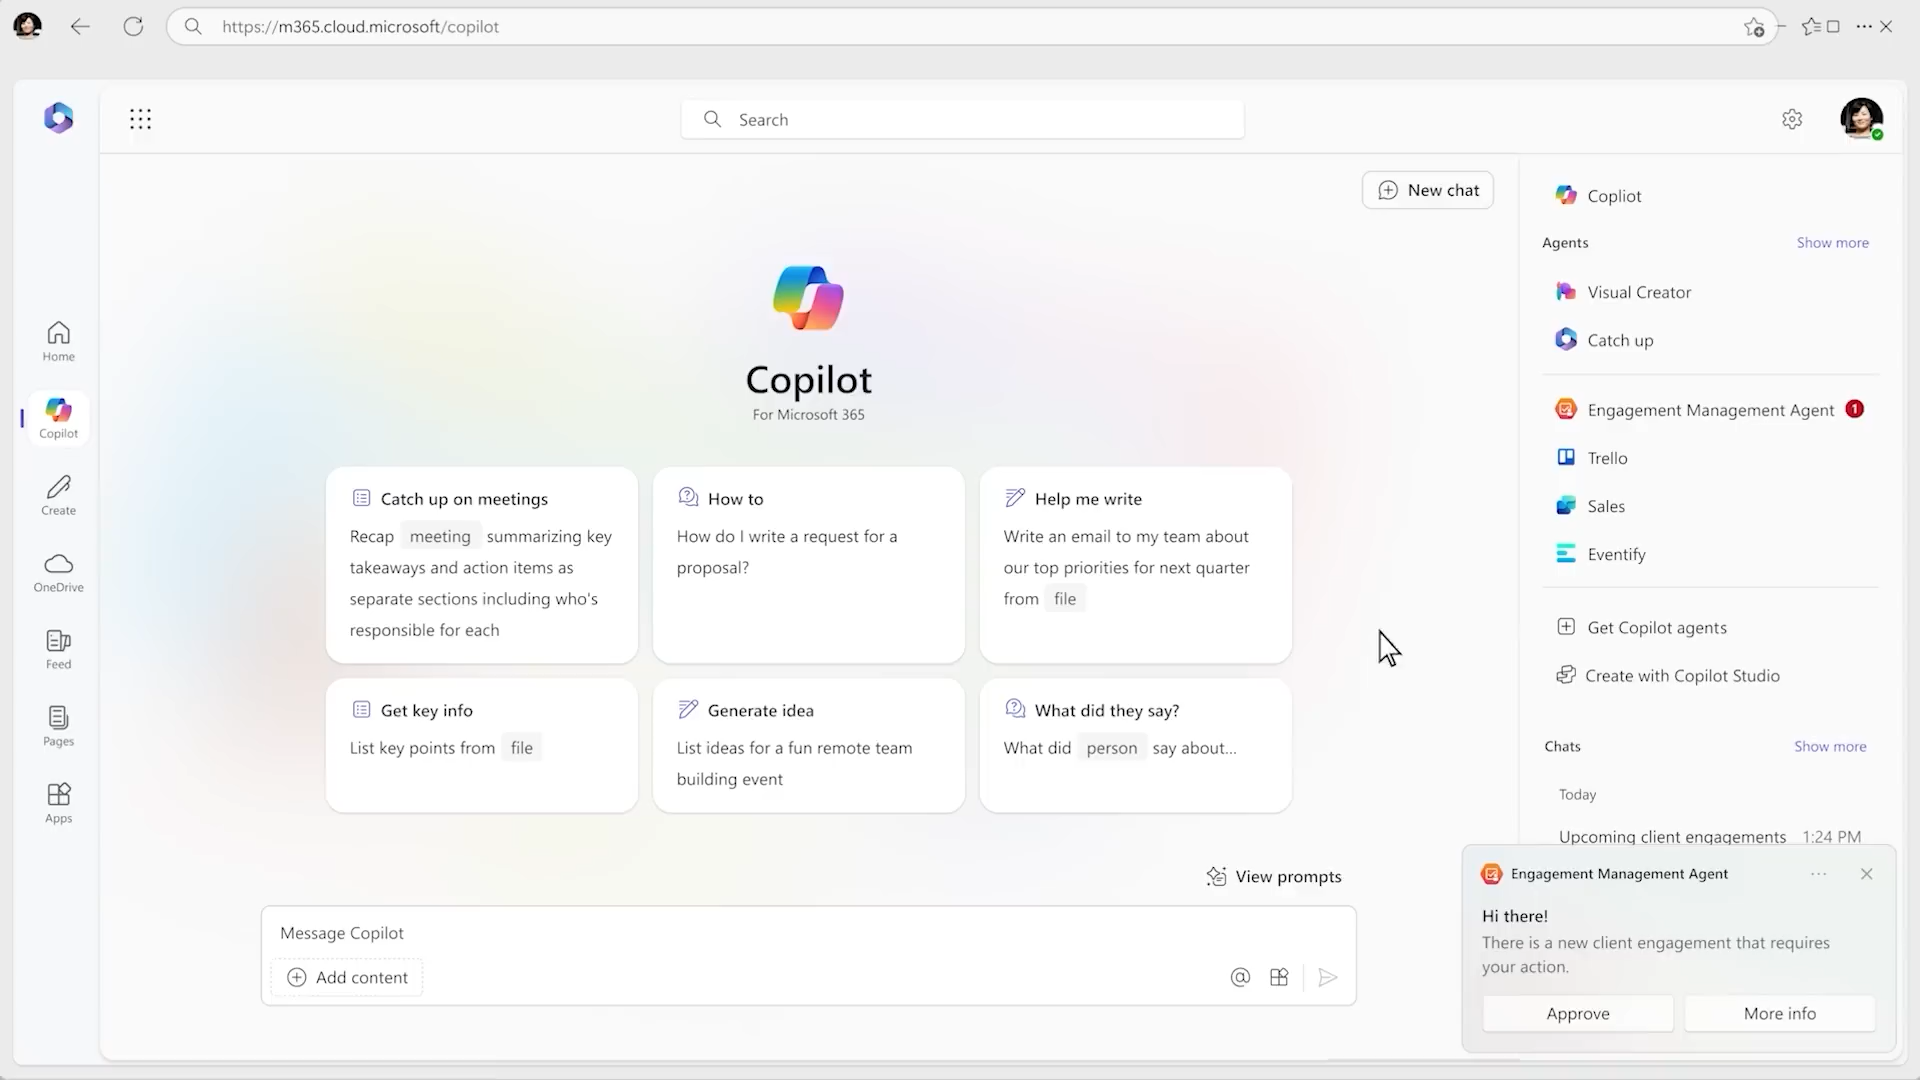 https://m365.cloud.microsoft/copilot
Search
New chat
Copilot
For Microsoft 365
Home
Copilot
Create
OneDrive
Feed
Pages
Apps
Catch up on meetings
Recap meeting summarizing key
takeaways and action items as
separate sections including who's
responsible for each
How to
How do I write a request for a
proposal?
Help me write
Write an email to my team about
our top priorities for next quarter
from file
Get key info
List key points from file
Generate idea
List ideas for a fun remote team
building event
What did they say?
What did person say about...
View prompts
Message Copilot
Add content
Copliot
Agents Show more
Visual Creator
Catch up
Engagement Management Agent 1
Trello
Sales
Eventify
Get Copilot agents
Create with Copilot Studio
Chats Show more
Today
Upcoming client engagements 1:24 PM
Engagement Management Agent
Hi there!
There is a new client engagement that requires
your action.
Approve
More info